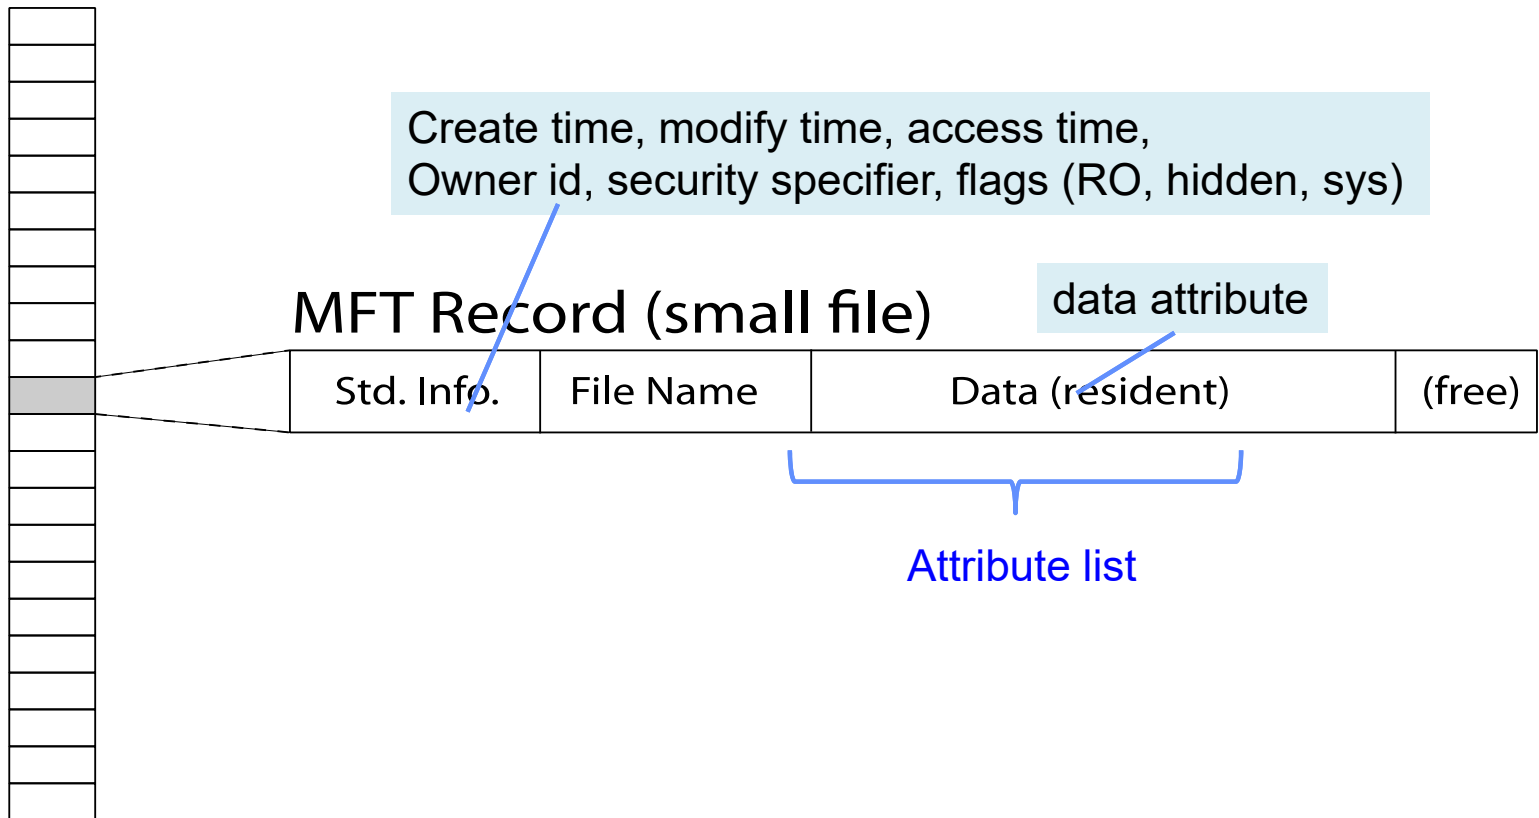 Create time, modify time, access time,
Owner id, security specifier, flags (RO, hidden, sys)
MFT Record (small file)
data attribute
Std. Info.
File Name
Data (resident)
(free)
Attribute list